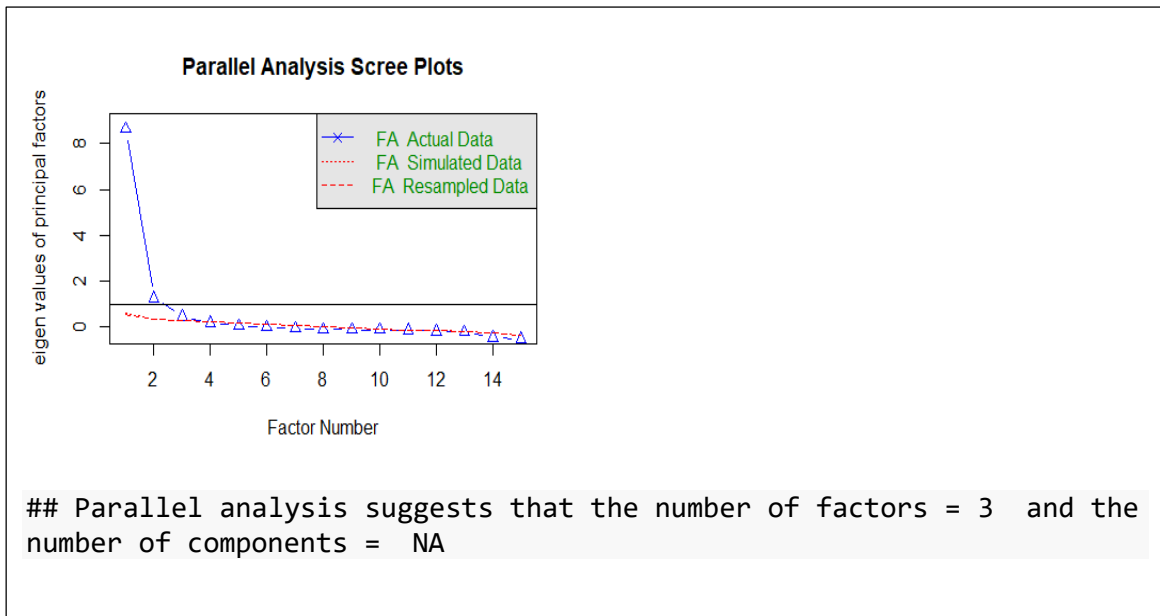 Parallel Analysis Scree Plots
eigen values of principal factors
8
6
4
2
0
FA Actual Data
FA Simulated Data
FA Resampled Data
2 4 6 8 10 12 14
Factor Number
## Parallel analysis suggests that the number of factors = 3 and the
number of components = NA